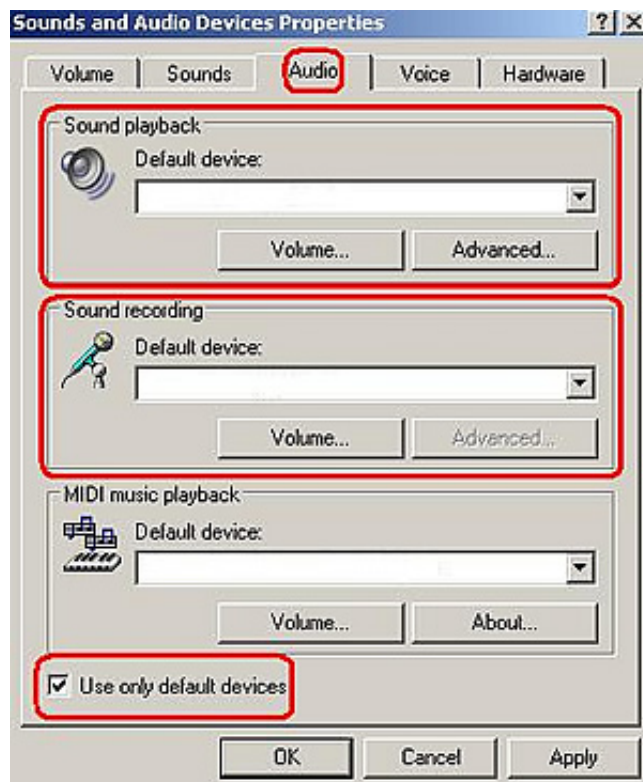 Sounds and Audio Devices Properties
Volume Sounds Audio Voice Hardware
Sound playback
Default device:
Volume... Advanced...
Sound recording
Default device:
Volume... Advanced...
MIDI music playback
Default device:
Volume... About...
Use only default devices
OK Cancel Apply